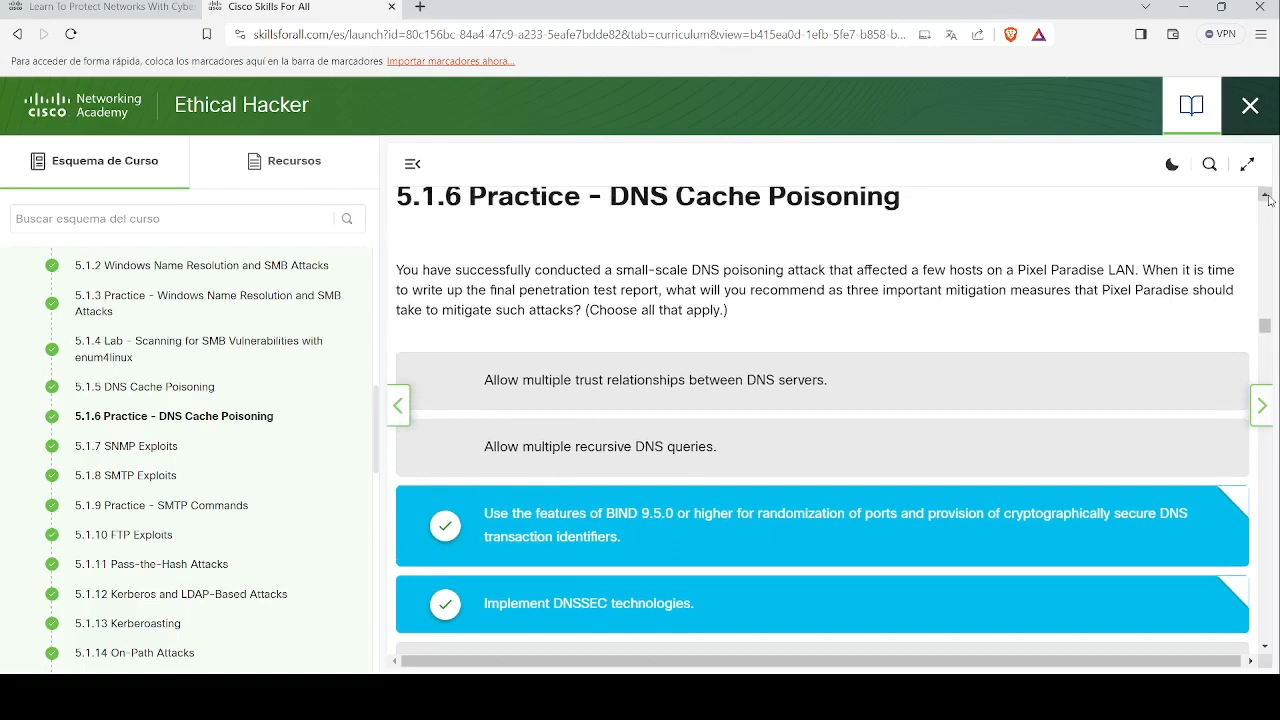 Learn To Protect Networks With Cyber
Cisco Skills For All
skillsforall.com/es/launch?id=80c156bc-84a4-47c9-a233-5eafe7bdde82&tab=curriculum&view=b415ea0d-1efb-5fe7-b858-b...
VPN
Para acceder de forma rápida, coloca los marcadores aquí en la barra de marcadores Importar marcadores ahora...
cisco Networking Academy
Ethical Hacker
Esquema de Curso
Recursos
Buscar esquema del curso
5.1.2 Windows Name Resolution and SMB Attacks
5.1.3 Practice - Windows Name Resolution and SMB
Attacks
5.1.4 Lab - Scanning for SMB Vulnerabilities with
enum4linux
5.1.5 DNS Cache Poisoning
5.1.6 Practice - DNS Cache Poisoning
5.1.7 SNMP Exploits
5.1.8 SMTP Exploits
5.1.9 Practice - SMTP Commands
5.1.10 FTP Exploits
5.1.11 Pass-the-Hash Attacks
5.1.12 Kerberos and LDAP-Based Attacks
5.1.13 Kerberoasting
5.1.14 On-Path Attacks
5.1.6 Practice - DNS Cache Poisoning
You have successfully conducted a small-scale DNS poisoning attack that affected a few hosts on a Pixel Paradise LAN. When it is time
to write up the final penetration test report, what will you recommend as three important mitigation measures that Pixel Paradise should
take to mitigate such attacks? (Choose all that apply.)
Allow multiple trust relationships between DNS servers.
Allow multiple recursive DNS queries.
Use the features of BIND 9.5.0 or higher for randomization of ports and provision of cryptographically secure DNS
transaction identifiers.
Implement DNSSEC technologies.